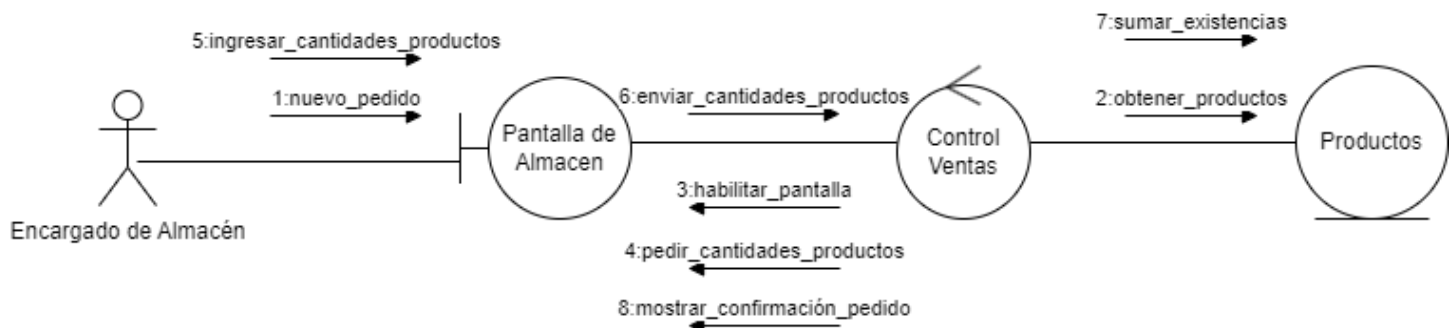 7:sumar_existencias
5:ingresar_cantidades_productos
1:nuevo_pedido
6:enviar_cantidades_productos
2:obtener_productos
Pantalla de
Almacen
Control
Ventas
Productos
3:habilitar_pantalla
Encargado de Almacén
4:pedir_cantidades_productos
8:mostrar_confirmación_pedido